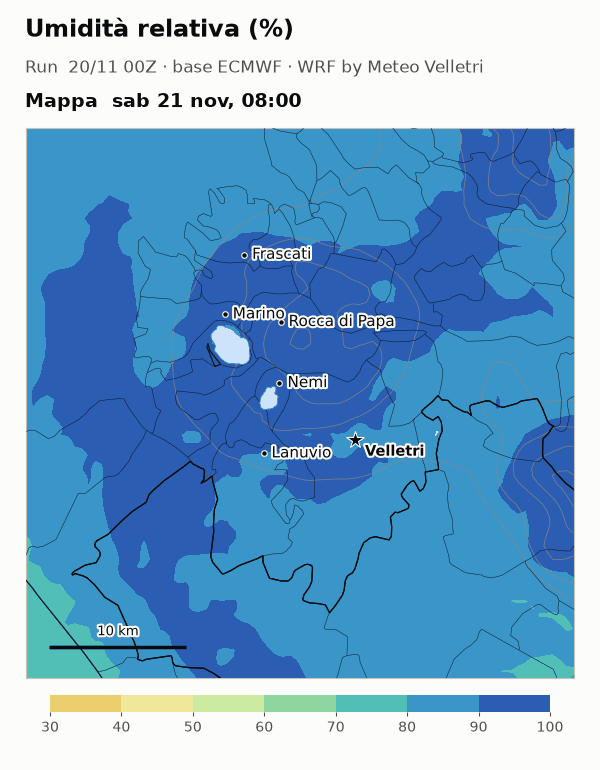 Umidità relativa (%)
Run 20/11 00Z · base ECMWF · WRF by Meteo Velletri
Mappa sab 21 nov, 08:00
Frascati
Marino
Rocca di Papa
Nemi
Velletri
Lanuvio
10 km
30 40 50 60 70 80 90 100